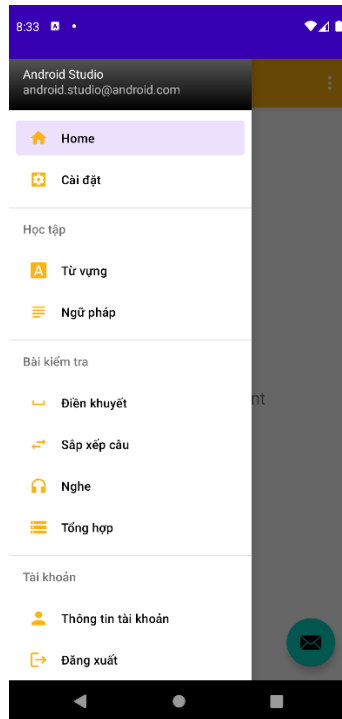 8:33
Android Studio
android.studio@android.com
Home
Cài đặt
Học tập
A Từ vựng
Ngữ pháp
Bài kiểm tra
nt
Điền khuyết
Sắp xếp câu
Nghe
Tổng hợp
Tài khoản
Thông tin tài khoản
Đăng xuất